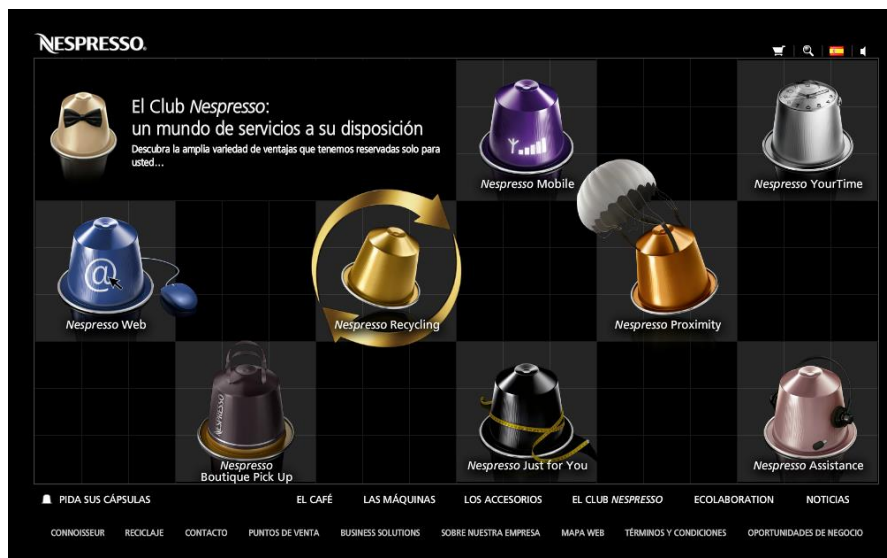 NESPRESSO.
El Club Nespresso:
un mundo de servicios a su disposición
Descubra la amplia variedad de ventajas que tenemos reservadas solo para
usted...
Nespresso Mobile
Nespresso YourTime
@
Nespresso Web
Nespresso Recycling
Nespresso Proximity
NESPRESSO
Nespresso
Boutique Pick Up
Nespresso Just for You
Nespresso Assistance
PIDA SUS CÁPSULAS EL CAFÉ LAS MÁQUINAS LOS ACCESORIOS EL CLUB NESPRESSO ECOLABORATION NOTICIAS
CONNOISSEUR RECICLAJE CONTACTO PUNTOS DE VENTA BUSINESS SOLUTIONS SOBRE NUESTRA EMPRESA MAPA WEB TÉRMINOS Y CONDICIONES OPORTUNIDADES DE NEGOCIO